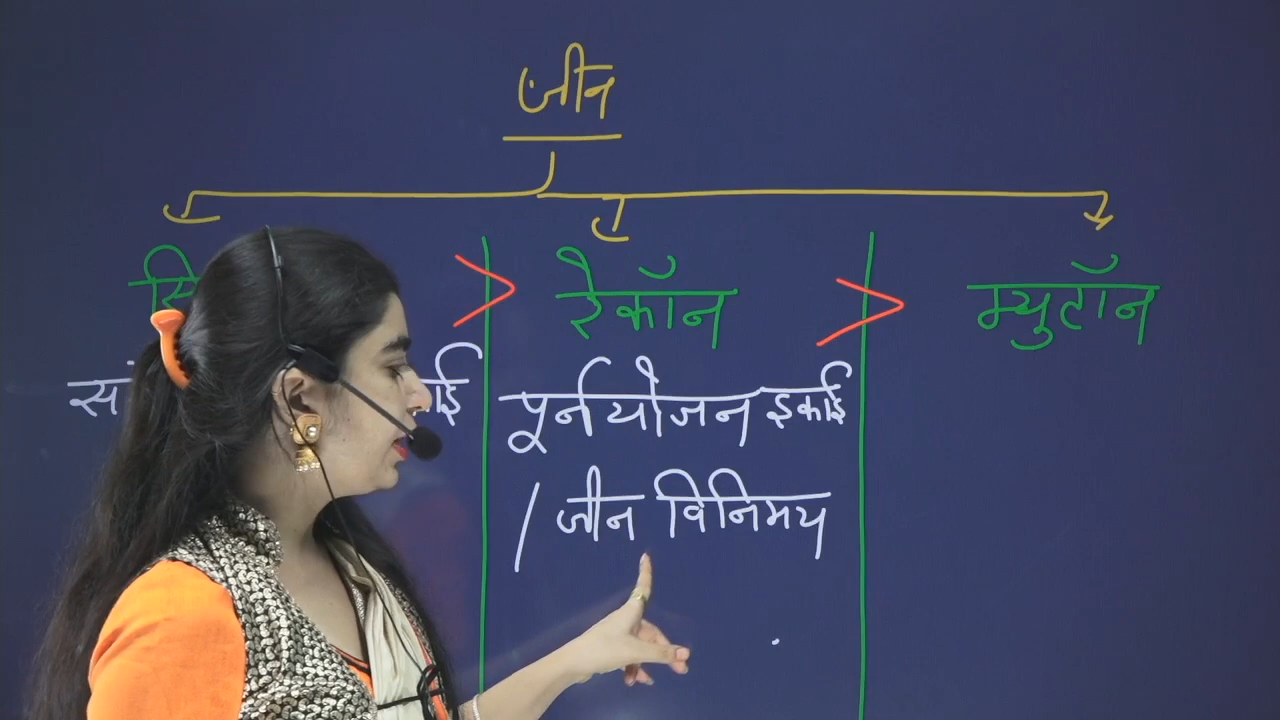 जीन
> रेकॉन > म्युटॉन
पूर्नयोजन इकाई
/ जीन विनिमय